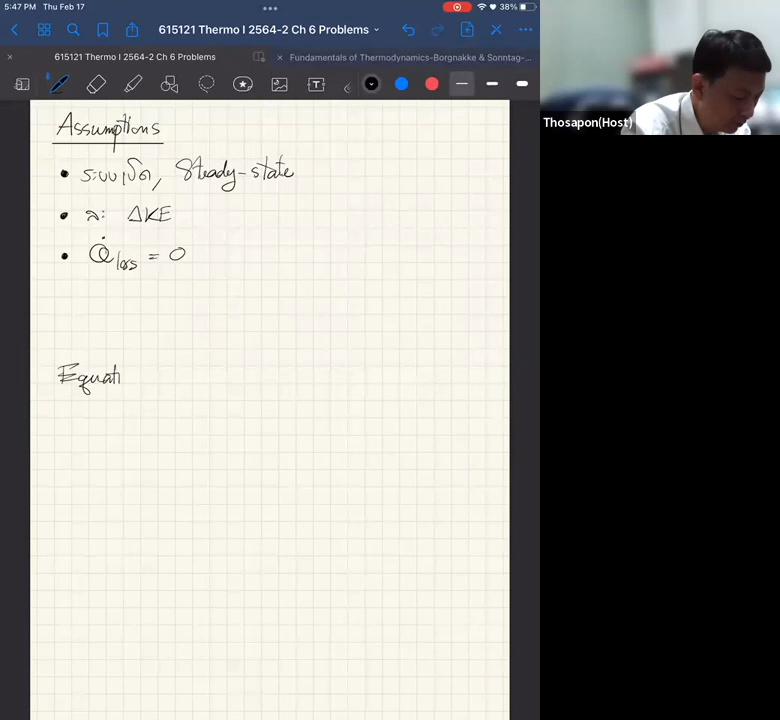 5:47 PM Thu Feb 17
38%
615121 Thermo I 2564-2 Ch 6 Problems
615121 Thermo I 2564-2 Ch 6 Problems
Fundamentals of Thermodynamics-Borgnakke & Sonntag-...
Thosapon(Host)
Assumptions
• ระบบเปิด, Steady-state
• ละ ΔKE
• Q̇loss = 0
Equati